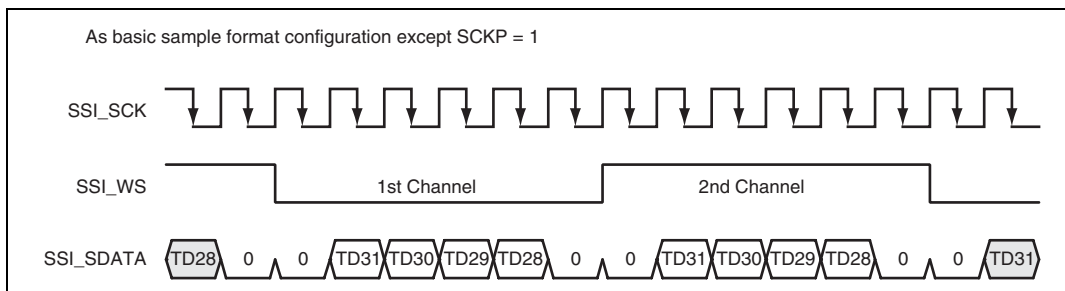 As basic sample format configuration except SCKP = 1
SSI_SCK
SSI_WS 1st Channel 2nd Channel
SSI_SDATA TD28 0 0 TD31 TD30 TD29 TD28 0 0 TD31 TD30 TD29 TD28 0 0 TD31